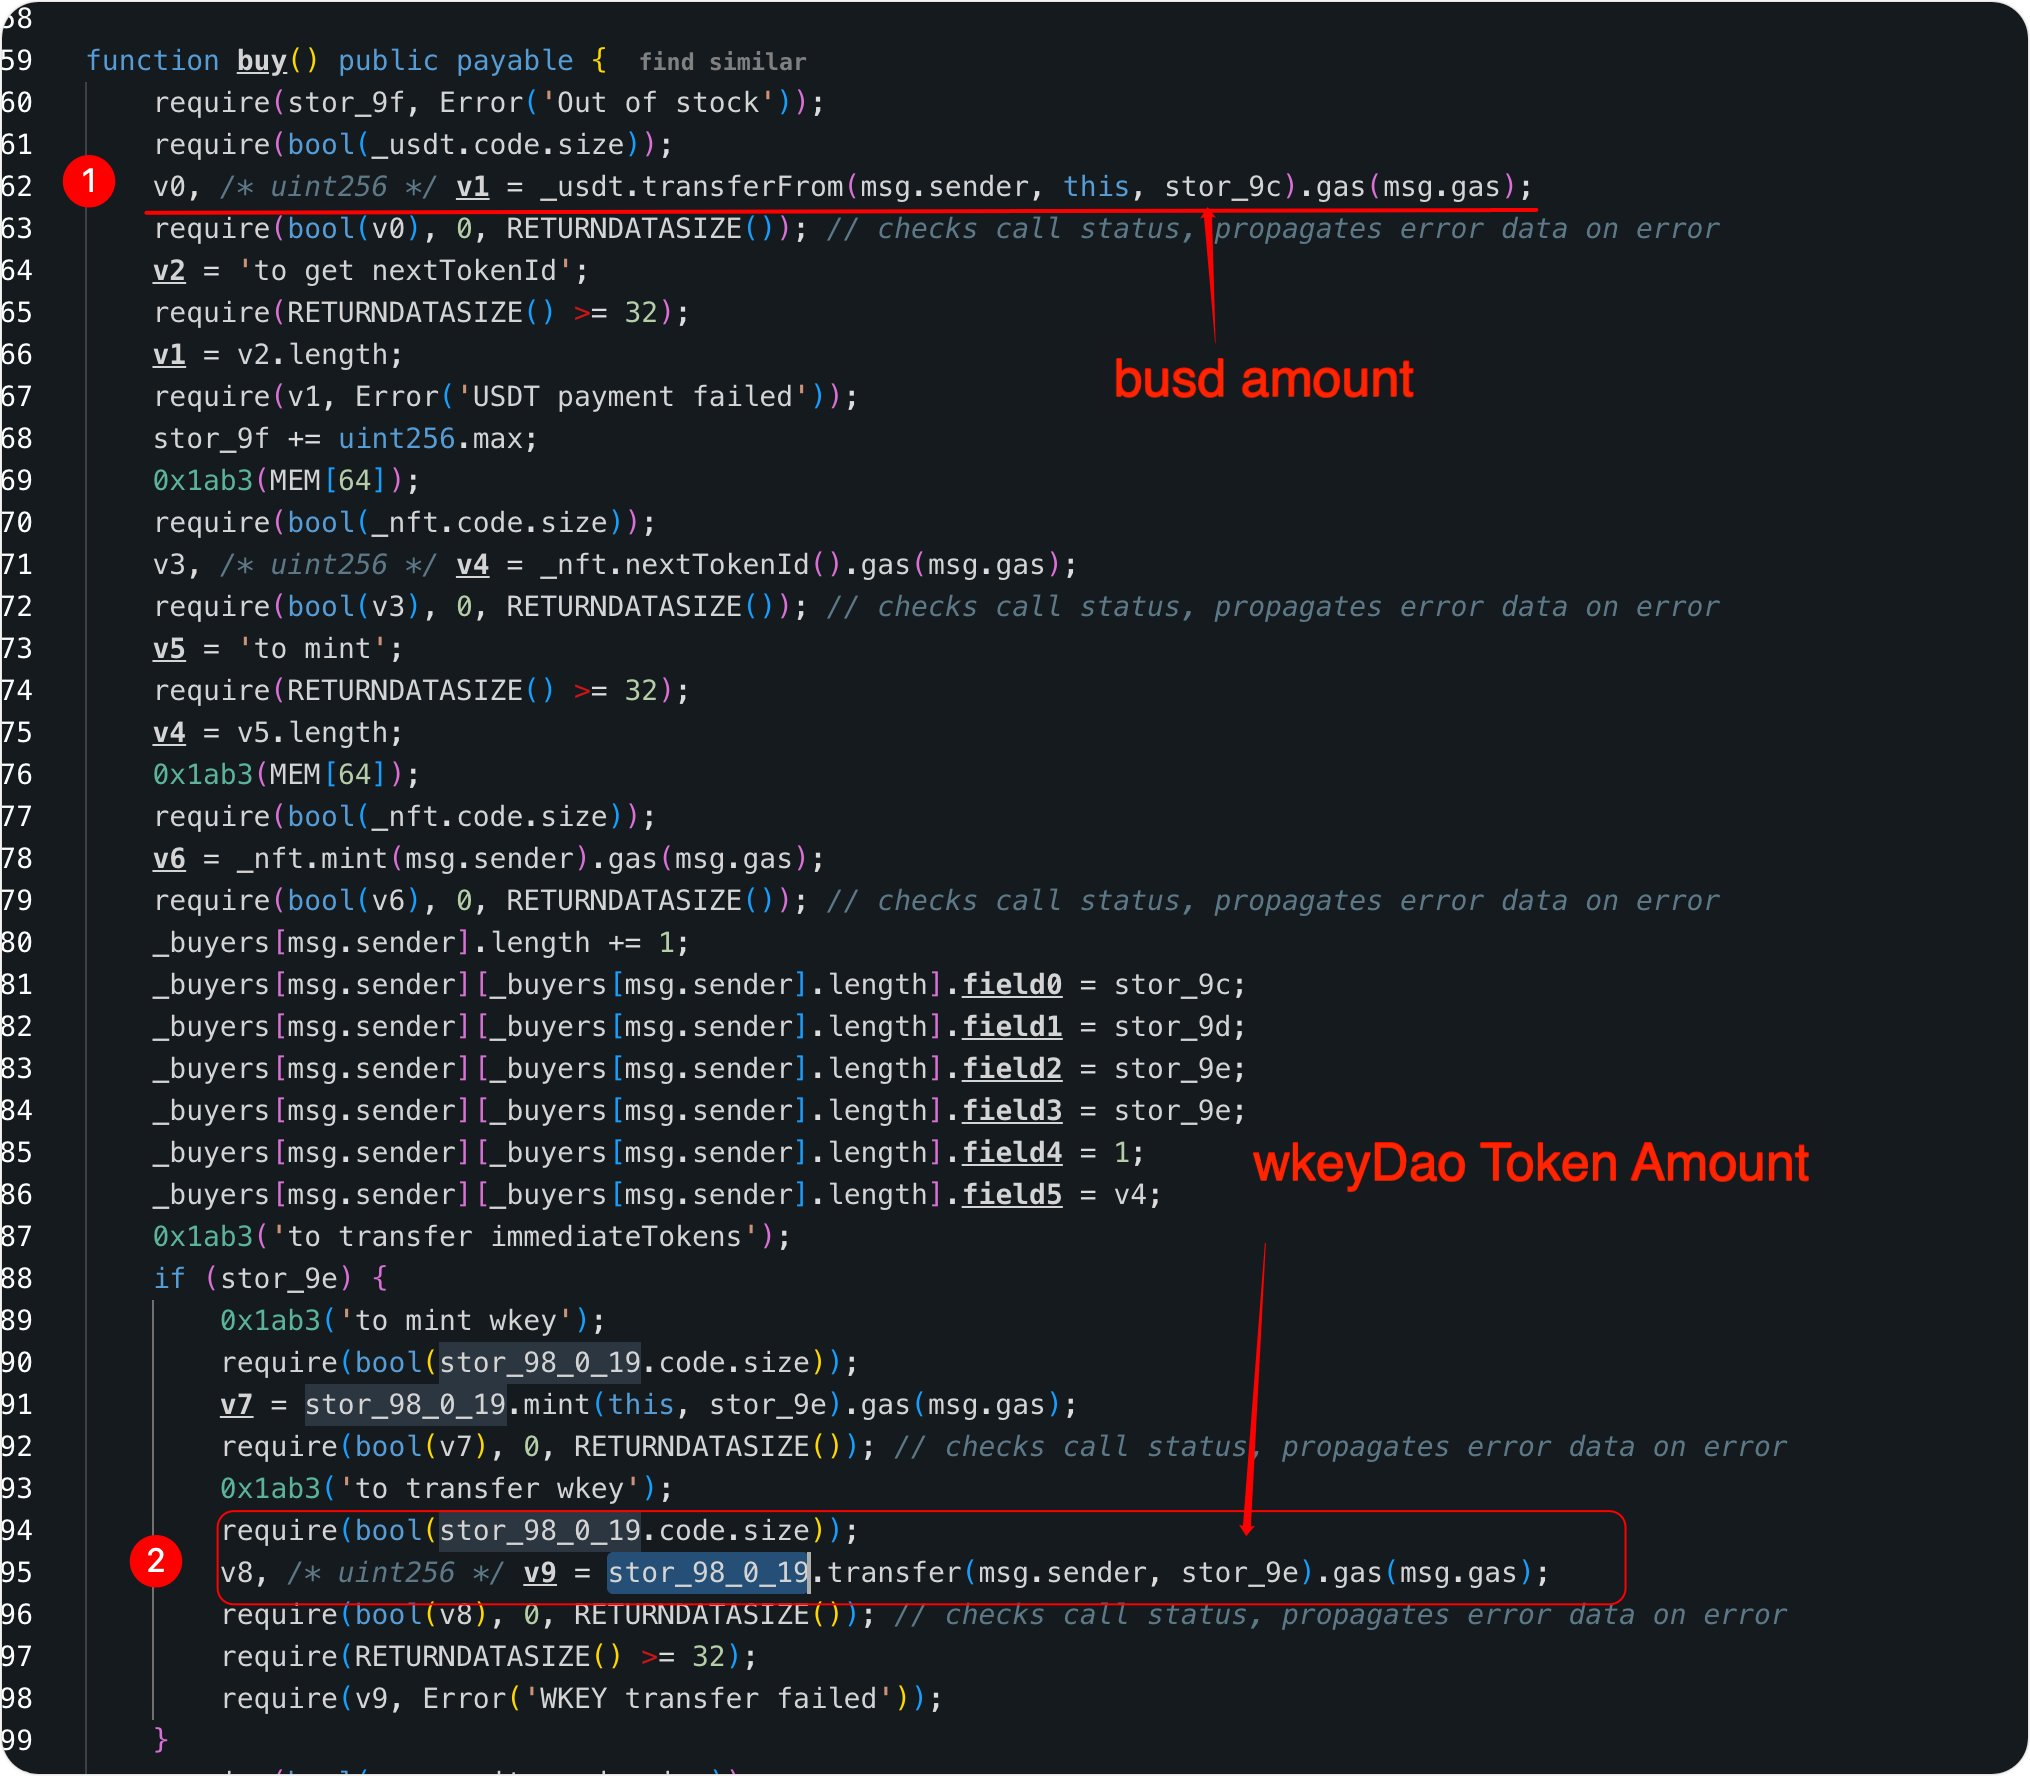 58
59 function buy() public payable { find similar
60 require(stor_9f, Error('Out of stock'));
61 require(bool(_usdt.code.size));
1
62 v0, /* uint256 */ v1 = _usdt.transferFrom(msg.sender, this, stor_9c).gas(msg.gas);
63 require(bool(v0), 0, RETURNDATASIZE()); // checks call status, propagates error data on error
64 v2 = 'to get nextTokenId';
65 require(RETURNDATASIZE() >= 32);
66 v1 = v2.length;
busd amount
67 require(v1, Error('USDT payment failed'));
68 stor_9f += uint256.max;
69 0x1ab3(MEM[64]);
70 require(bool(_nft.code.size));
71 v3, /* uint256 */ v4 = _nft.nextTokenId().gas(msg.gas);
72 require(bool(v3), 0, RETURNDATASIZE()); // checks call status, propagates error data on error
73 v5 = 'to mint';
74 require(RETURNDATASIZE() >= 32);
75 v4 = v5.length;
76 0x1ab3(MEM[64]);
77 require(bool(_nft.code.size));
78 v6 = _nft.mint(msg.sender).gas(msg.gas);
79 require(bool(v6), 0, RETURNDATASIZE()); // checks call status, propagates error data on error
80 _buyers[msg.sender].length += 1;
81 _buyers[msg.sender][_buyers[msg.sender].length].field0 = stor_9c;
82 _buyers[msg.sender][_buyers[msg.sender].length].field1 = stor_9d;
83 _buyers[msg.sender][_buyers[msg.sender].length].field2 = stor_9e;
84 _buyers[msg.sender][_buyers[msg.sender].length].field3 = stor_9e;
85 _buyers[msg.sender][_buyers[msg.sender].length].field4 = 1;
wkeyDao Token Amount
86 _buyers[msg.sender][_buyers[msg.sender].length].field5 = v4;
87 0x1ab3('to transfer immediateTokens');
88 if (stor_9e) {
89 0x1ab3('to mint wkey');
90 require(bool(stor_98_0_19.code.size));
91 v7 = stor_98_0_19.mint(this, stor_9e).gas(msg.gas);
92 require(bool(v7), 0, RETURNDATASIZE()); // checks call status, propagates error data on error
93 0x1ab3('to transfer wkey');
94 require(bool(stor_98_0_19.code.size));
2
95 v8, /* uint256 */ v9 = stor_98_0_19.transfer(msg.sender, stor_9e).gas(msg.gas);
96 require(bool(v8), 0, RETURNDATASIZE()); // checks call status, propagates error data on error
97 require(RETURNDATASIZE() >= 32);
98 require(v9, Error('WKEY transfer failed'));
99 }